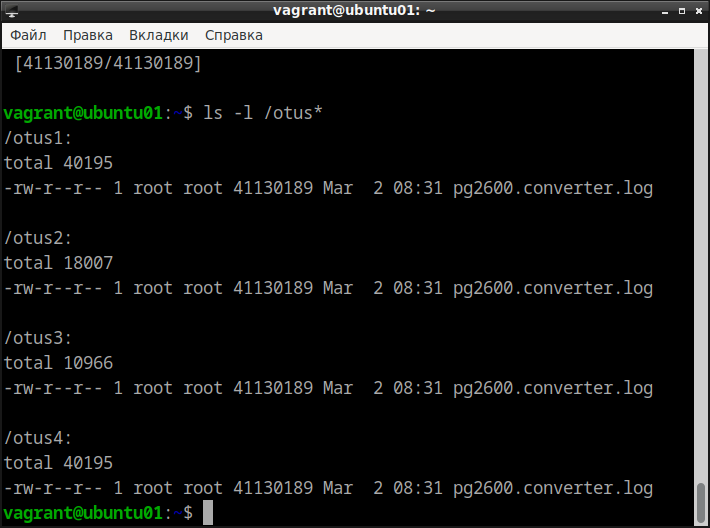 vagrant@ubuntu01: ~
Файл Правка Вкладки Справка
[41130189/41130189]
vagrant@ubuntu01:~$ ls -l /otus*
/otus1:
total 40195
-rw-r--r-- 1 root root 41130189 Mar  2 08:31 pg2600.converter.log
/otus2:
total 18007
-rw-r--r-- 1 root root 41130189 Mar  2 08:31 pg2600.converter.log
/otus3:
total 10966
-rw-r--r-- 1 root root 41130189 Mar  2 08:31 pg2600.converter.log
/otus4:
total 40195
-rw-r--r-- 1 root root 41130189 Mar  2 08:31 pg2600.converter.log
vagrant@ubuntu01:~$